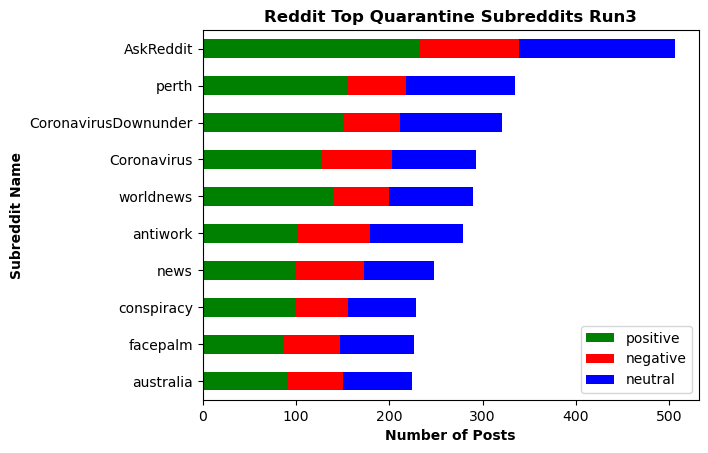 Reddit Top Quarantine Subreddits Run3
AskReddit
perth
CoronavirusDownunder
Coronavirus
worldnews
antiwork
news
conspiracy
facepalm
australia
Subreddit Name
positive
negative
neutral
0 100 200 300 400 500
Number of Posts